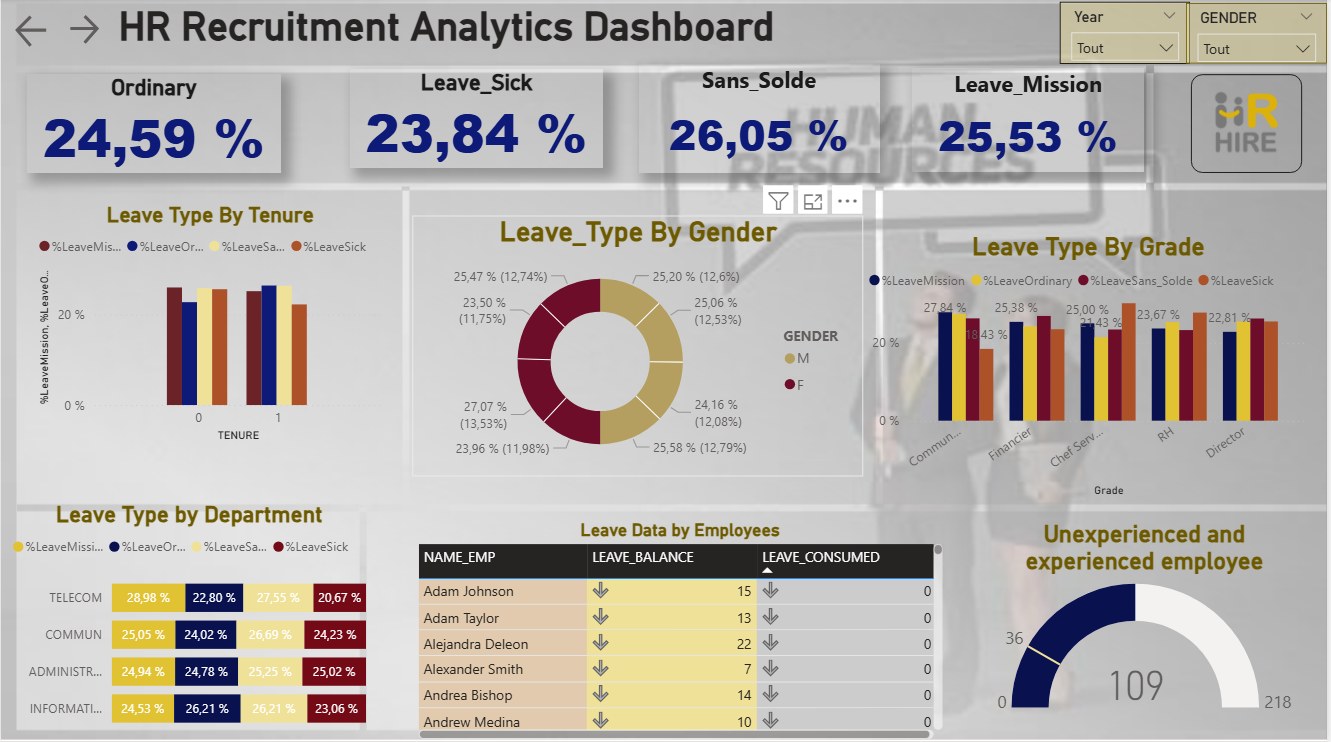 HR Recruitment Analytics Dashboard
Year
Tout
GENDER
Tout
Ordinary
24,59 %
Leave_Sick
23,84 %
Sans_Solde
26,05 %
Leave_Mission
25,53 %
HUMAN
RESOURCES
HR
HIRE
Leave Type By Tenure
%LeaveMis... %LeaveOr... %LeaveSa... %LeaveSick
%LeaveMission, %LeaveO...
20 %
0 %
0 1
TENURE
Leave_Type By Gender
25,47 % (12,74%)
25,20 % (12,6%)
23,50 %
(11,75%)
25,06 %
(12,53%)
27,07 %
(13,53%)
24,16 %
(12,08%)
23,96 % (11,98%)
25,58 % (12,79%)
GENDER
M
F
Leave Type By Grade
%LeaveMission %LeaveOrdinary %LeaveSans_Solde %LeaveSick
27,84 % 25,38 % 25,00 % 23,67 % 22,81 %
18,43 % 21,43 %
20 %
0 %
Commun... Financier Chef Serv... RH Director
Grade
Leave Type by Department
%LeaveMissi... %LeaveOr... %LeaveSa... %LeaveSick
TELECOM 28,98 % 22,80 % 27,55 % 20,67 %
COMMUN 25,05 % 24,02 % 26,69 % 24,23 %
ADMINISTR... 24,94 % 24,78 % 25,25 % 25,02 %
INFORMATI... 24,53 % 26,21 % 26,21 % 23,06 %
Leave Data by Employees
NAME_EMP LEAVE_BALANCE LEAVE_CONSUMED
Adam Johnson 15 0
Adam Taylor 13 0
Alejandra Deleon 22 0
Alexander Smith 7 0
Andrea Bishop 14 0
Andrew Medina 10 0
Unexperienced and
experienced employee
36
0
109
218